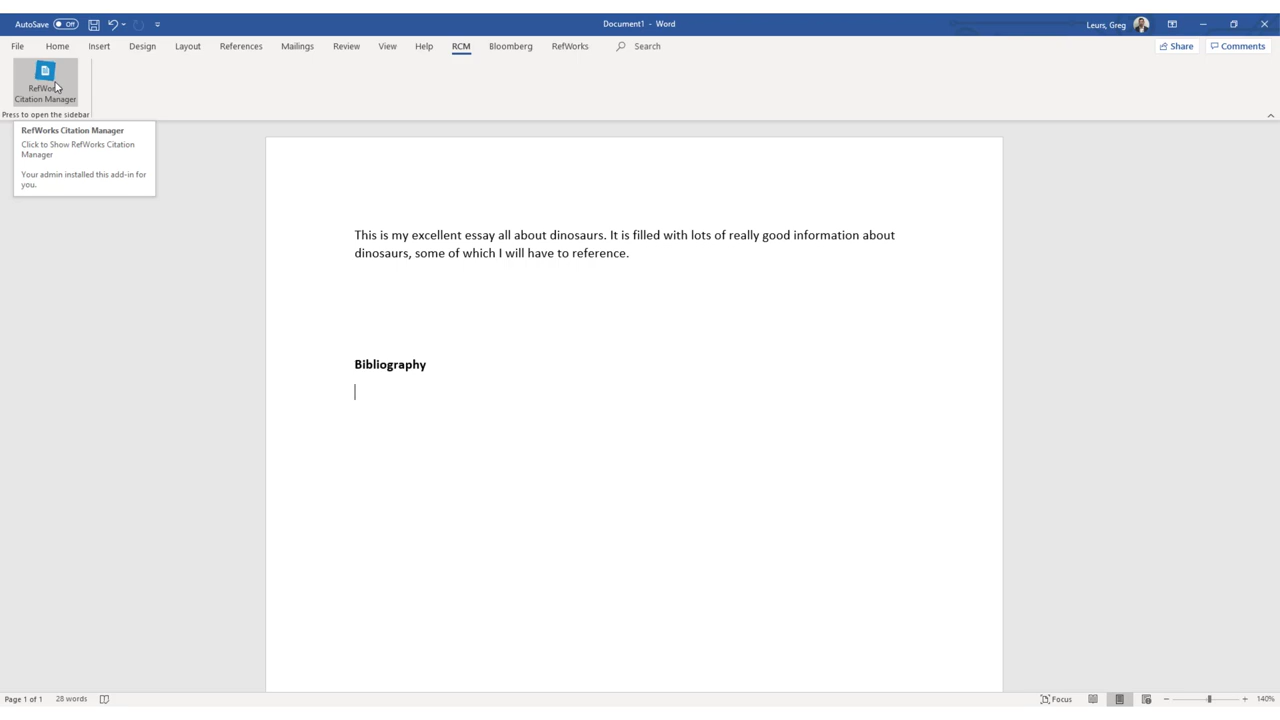 AutoSave Off Document1 - Word Leurs, Greg
File Home Insert Design Layout References Mailings Review View Help RCM Bloomberg RefWorks Search Share Comments
RefWorks
Citation Manager
Press to open the sidebar
RefWorks Citation Manager
Click to Show RefWorks Citation
Manager
Your admin installed this add-in for
you.
This is my excellent essay all about dinosaurs. It is filled with lots of really good information about
dinosaurs, some of which I will have to reference.
Bibliography
Page 1 of 1 28 words Focus 140%